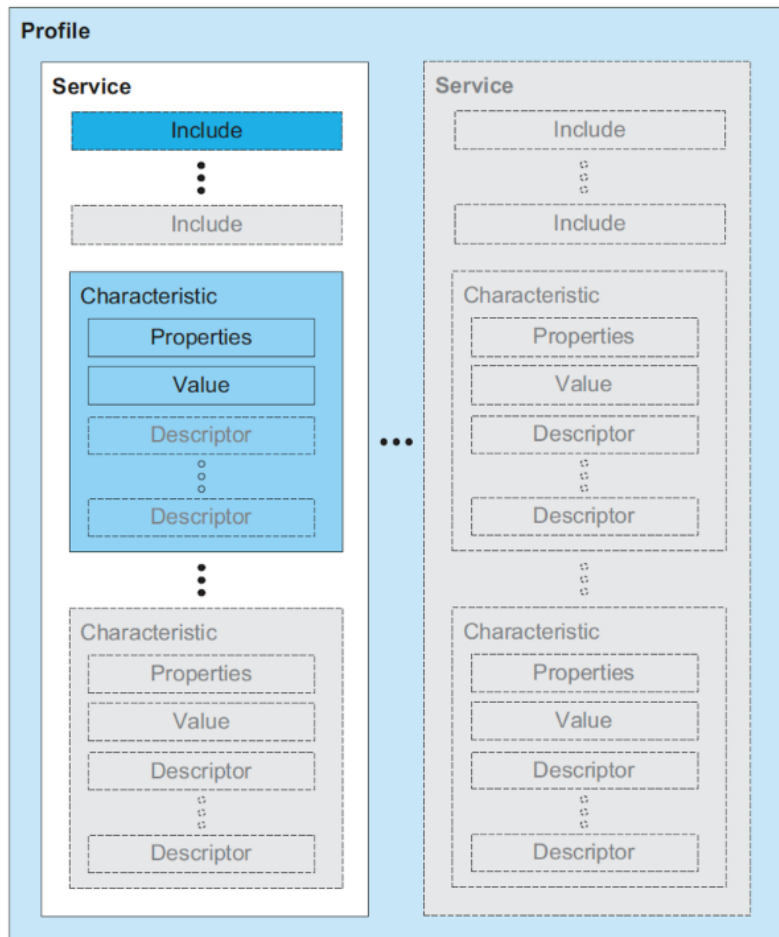 Profile
Service
Include
Include
Characteristic
Properties
Value
Descriptor
Descriptor
Characteristic
Properties
Value
Descriptor
Descriptor
Service
Include
Include
Characteristic
Properties
Value
Descriptor
Descriptor
Characteristic
Properties
Value
Descriptor
Descriptor